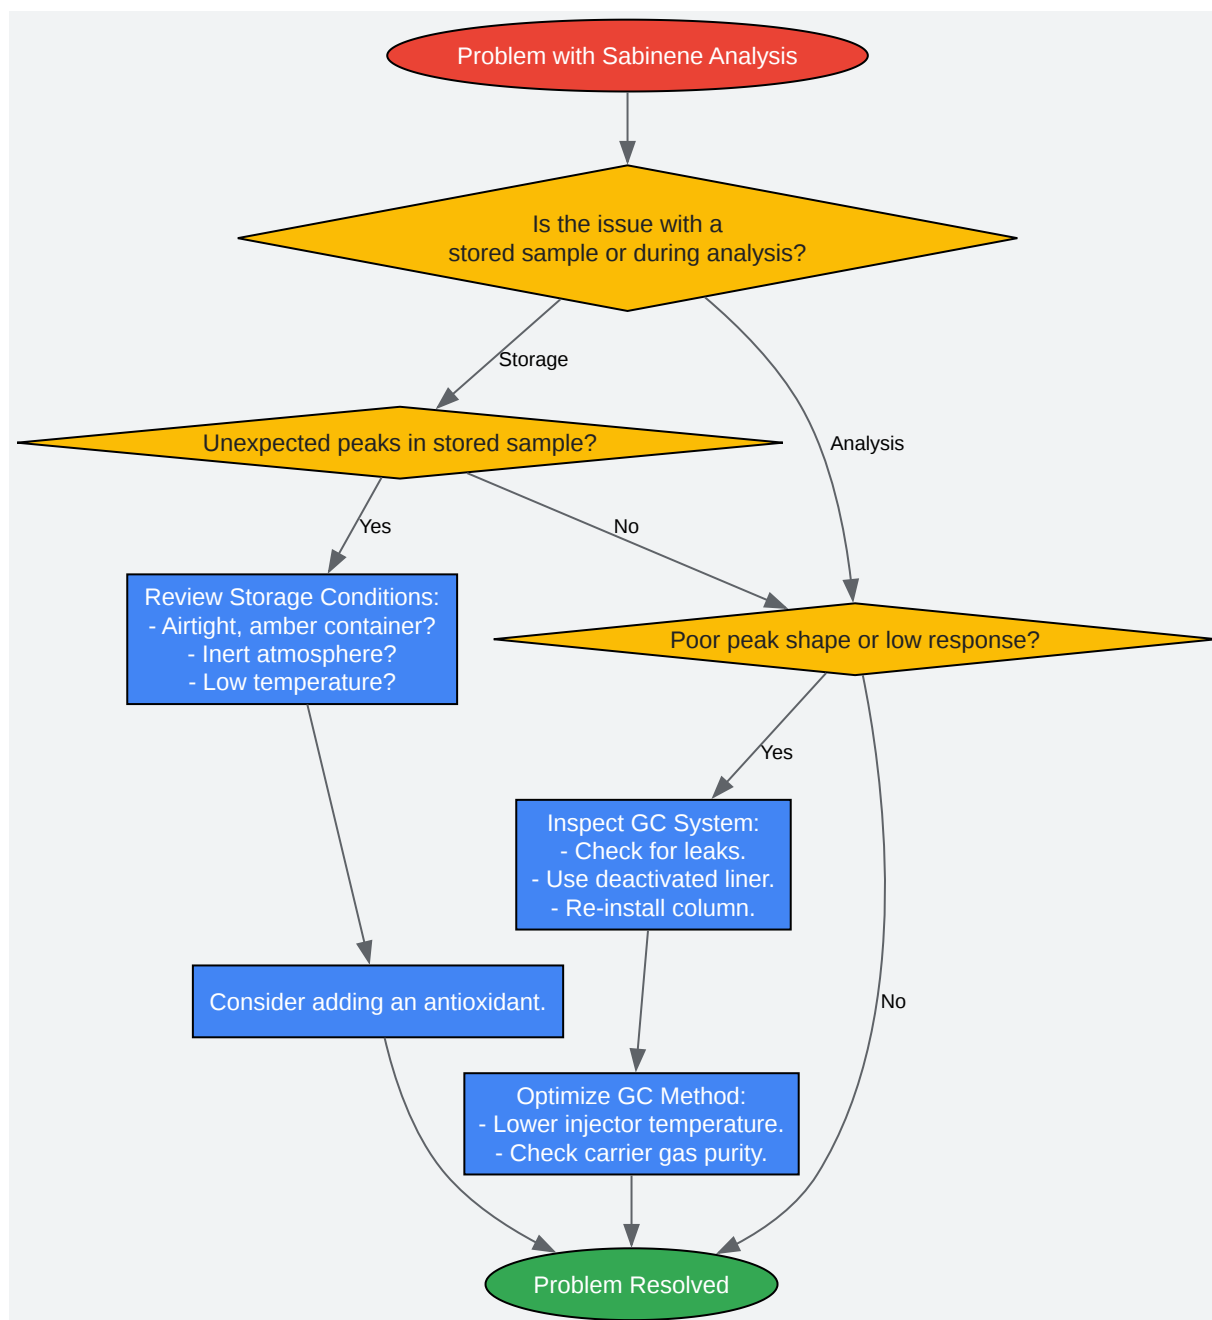 Problem with Sabinene Analysis
Is the issue with a
stored sample or during analysis?
Storage
Analysis
Unexpected peaks in stored sample?
Yes
No
Review Storage Conditions:
- Airtight, amber container?
- Inert atmosphere?
- Low temperature?
Poor peak shape or low response?
Yes
Inspect GC System:
- Check for leaks.
- Use deactivated liner.
- Re-install column.
Consider adding an antioxidant.
No
Optimize GC Method:
- Lower injector temperature.
- Check carrier gas purity.
Problem Resolved